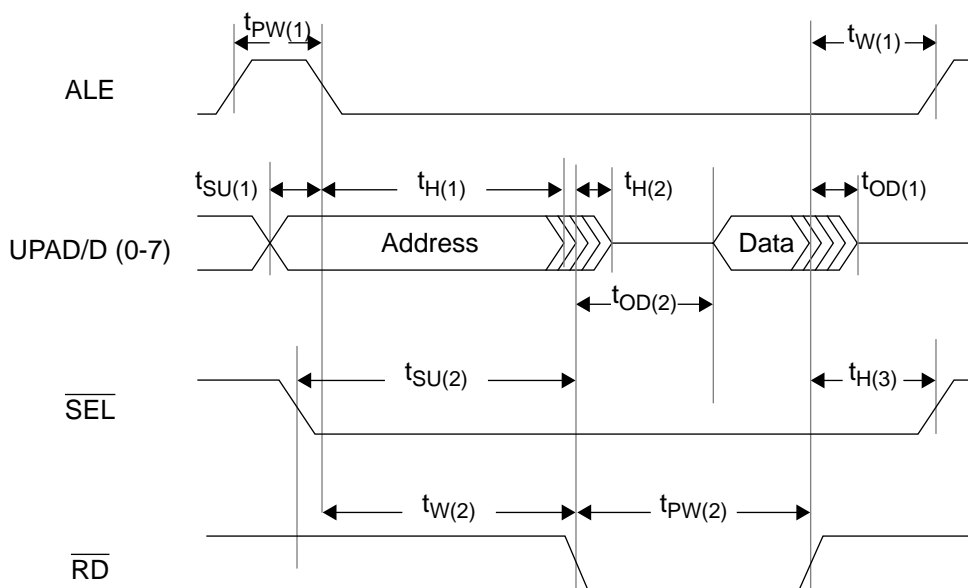 tPW(1)
tW(1)
ALE
tSU(1)
tH(1)
tH(2)
tOD(1)
UPAD/D (0-7)
Address
Data
tOD(2)
tSU(2)
tH(3)
SEL
tW(2)
tPW(2)
RD